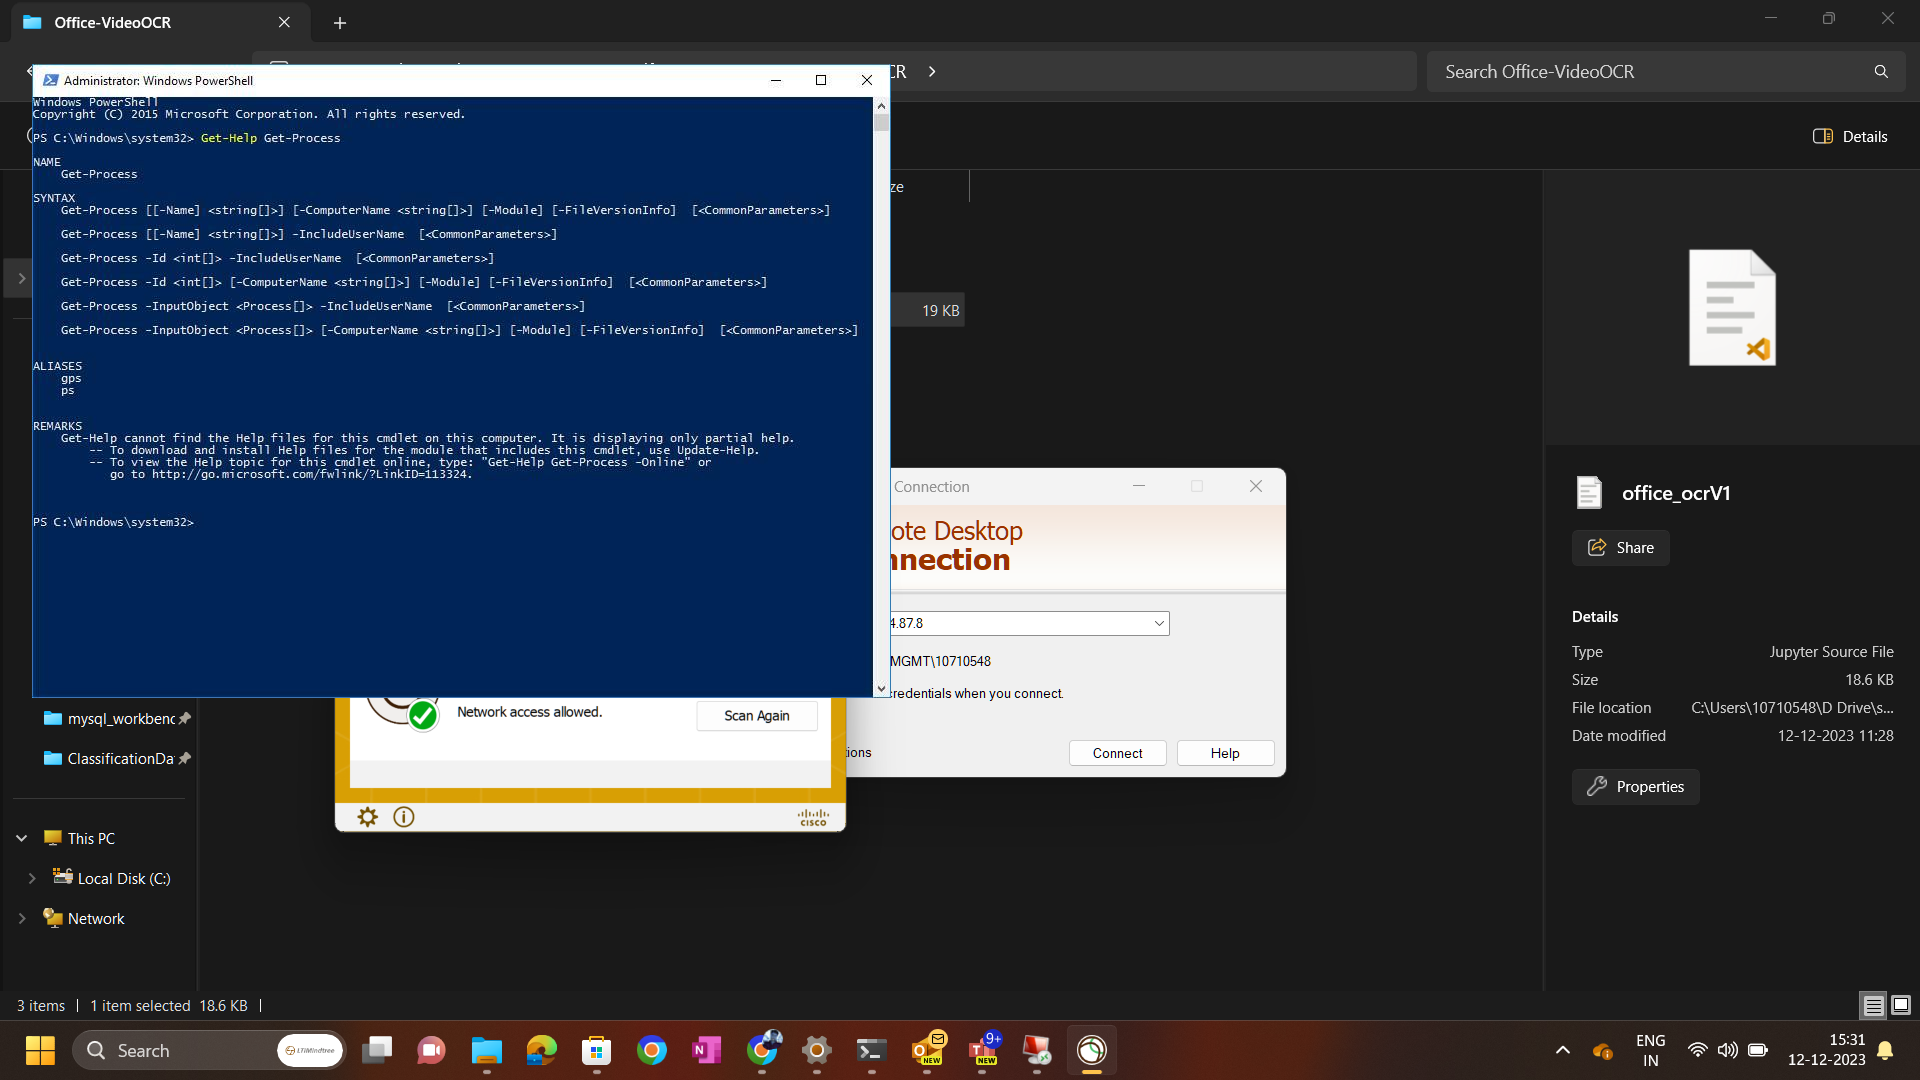 Office-VideoOCR
CR
Search Office-VideoOCR
Administrator: Windows PowerShell
Windows PowerShell
Copyright (C) 2015 Microsoft Corporation. All rights reserved.
PS C:\Windows\system32> Get-Help Get-Process
NAME
Get-Process
SYNTAX
Get-Process [[-Name] <string[]>] [-ComputerName <string[]>] [-Module] [-FileVersionInfo]  [<CommonParameters>]
Get-Process [[-Name] <string[]>] -IncludeUserName  [<CommonParameters>]
Get-Process -Id <int[]> -IncludeUserName  [<CommonParameters>]
Get-Process -Id <int[]> [-ComputerName <string[]>] [-Module] [-FileVersionInfo]  [<CommonParameters>]
Get-Process -InputObject <Process[]> -IncludeUserName  [<CommonParameters>]
Get-Process -InputObject <Process[]> [-ComputerName <string[]>] [-Module] [-FileVersionInfo]  [<CommonParameters>]
ALIASES
gps
ps
REMARKS
Get-Help cannot find the Help files for this cmdlet on this computer. It is displaying only partial help.
-- To download and install Help files for the module that includes this cmdlet, use Update-Help.
-- To view the Help topic for this cmdlet online, type: "Get-Help Get-Process -Online" or
go to http://go.microsoft.com/fwlink/?LinkID=113324.
PS C:\Windows\system32>
Details
ze
19 KB
Connection
ote Desktop
nnection
4.87.8
MGMT\10710548
credentials when you connect.
tions
Connect
Help
Network access allowed.
Scan Again
CISCO
mysql_workbenc
ClassificationDa
This PC
Local Disk (C:)
Network
office_ocrV1
Share
Details
Type Jupyter Source File
Size 18.6 KB
File location C:\Users\10710548\D Drive\s...
Date modified 12-12-2023 11:28
Properties
3 items | 1 item selected 18.6 KB |
Search
LTIMindtree
NEW
9+
NEW
ENG
IN
15:31
12-12-2023